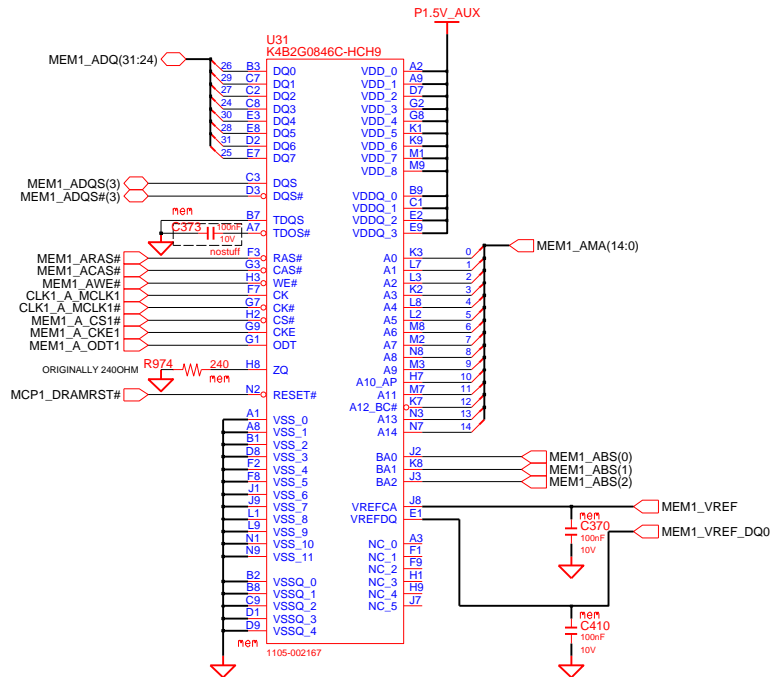 P1.5V_AUX
U31
K4B2G0846C-HCH9
MEM1_ADQ(31:24)
26 B3 DQ0 VDD_0 A2
29 C7 DQ1 VDD_1 A9
27 C2 DQ2 VDD_2 D7
24 C8 DQ3 VDD_3 G2
30 E3 DQ4 VDD_4 G8
28 E8 DQ5 VDD_5 K1
31 D2 DQ6 VDD_6 K9
25 E7 DQ7 VDD_7 M1
VDD_8 M9
MEM1_ADQS(3) C3 DQS
MEM1_ADQS#(3) D3 DQS# VDDQ_0 B9
VDDQ_1 C1
mem
B7 TDQS VDDQ_2 E2
C373 100nF A7 TDOS# VDDQ_3 E9
10V
nostuff
MEM1_AMA(14:0)
MEM1_ARAS# F3 RAS# A0 K3 0
MEM1_ACAS# G3 CAS# A1 L7 1
MEM1_AWE# H3 WE# A2 L3 2
CLK1_A_MCLK1 F7 CK A3 K2 3
CLK1_A_MCLK1# G7 CK# A4 L8 4
MEM1_A_CS1# H2 CS# A5 L2 5
MEM1_A_CKE1 G9 CKE A6 M8 6
MEM1_A_ODT1 G1 ODT A7 M2 7
A8 N8 8
ORIGINALLY 240OHM R974 240 H8 ZQ A9 M3 9
mem
A10_AP H7 10
MCP1_DRAMRST# N2 RESET# A11 M7 11
A12_BC# K7 12
A1 VSS_0 A13 N3 13
A8 VSS_1 A14 N7 14
B1 VSS_2
D8 VSS_3 BA0 J2 MEM1_ABS(0)
F2 VSS_4 BA1 K8 MEM1_ABS(1)
F8 VSS_5 BA2 J3 MEM1_ABS(2)
J1 VSS_6
J9 VSS_7 VREFCA J8 MEM1_VREF
L1 VSS_8 VREFDQ E1
mem
L9 VSS_9 C370 MEM1_VREF_DQ0
N1 VSS_10 NC_0 A3 100nF
N9 VSS_11 NC_1 F1 10V
NC_2 F9
B2 VSSQ_0 NC_3 H1
B8 VSSQ_1 NC_4 H9
C9 VSSQ_2 NC_5 J7
D1 VSSQ_3
mem
D9 VSSQ_4 C410
mem
100nF
1105-002167 10V